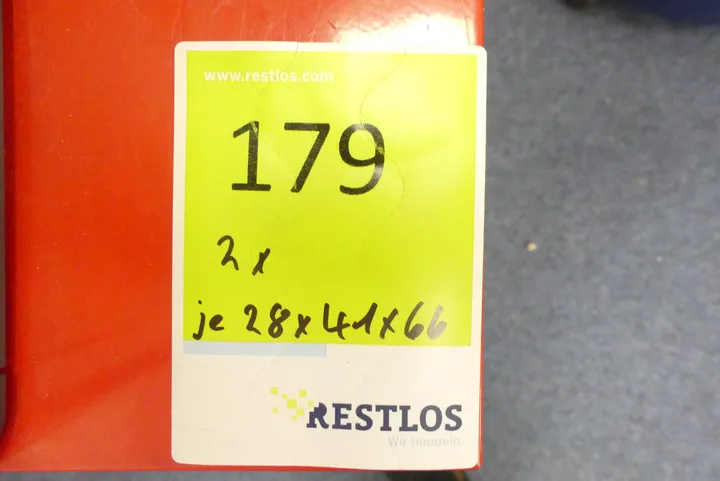 www.restlos.com
179
2x
je 28x41x66
RESTLOS
Wir handeln.